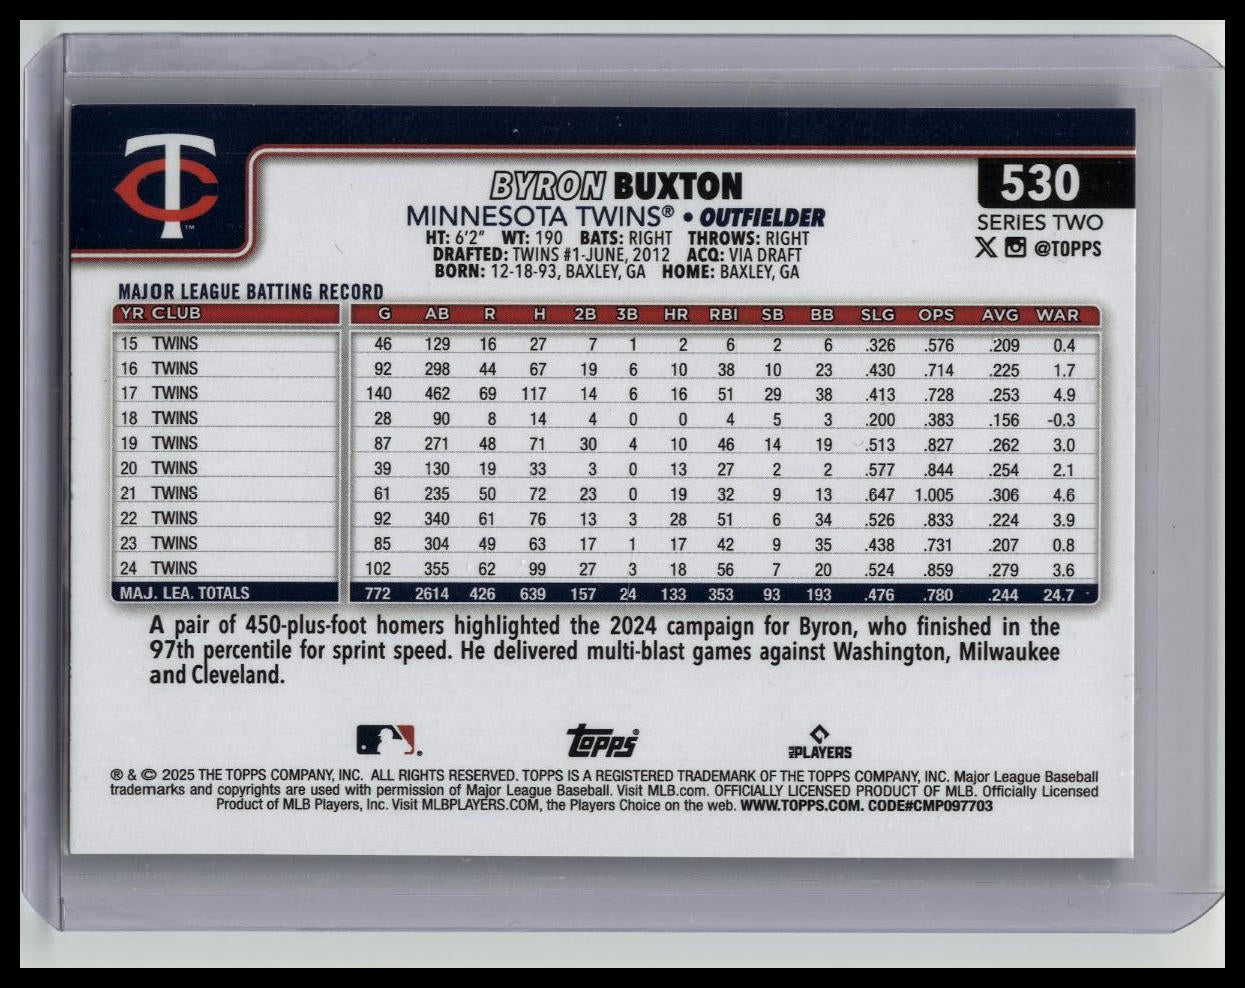 TC
TM
BYRON BUXTON
530
MINNESOTA TWINS® • OUTFIELDER
SERIES TWO
HT: 6'2" WT: 190 BATS: RIGHT THROWS: RIGHT
X @TOPPS
DRAFTED: TWINS #1-JUNE, 2012 ACQ: VIA DRAFT
BORN: 12-18-93, BAXLEY, GA HOME: BAXLEY, GA
MAJOR LEAGUE BATTING RECORD
YR CLUB G AB R H 2B 3B HR RBI SB BB SLG OPS AVG WAR
15 TWINS 46 129 16 27 7 1 2 6 2 6 .326 .576 .209 0.4
16 TWINS 92 298 44 67 19 6 10 38 10 23 .430 .714 .225 1.7
17 TWINS 140 462 69 117 14 6 16 51 29 38 .413 .728 .253 4.9
18 TWINS 28 90 8 14 4 0 0 4 5 3 .200 .383 .156 -0.3
19 TWINS 87 271 48 71 30 4 10 46 14 19 .513 .827 .262 3.0
20 TWINS 39 130 19 33 3 0 13 27 2 2 .577 .844 .254 2.1
21 TWINS 61 235 50 72 23 0 19 32 9 13 .647 1.005 .306 4.6
22 TWINS 92 340 61 76 13 3 28 51 6 34 .526 .833 .224 3.9
23 TWINS 85 304 49 63 17 1 17 42 9 35 .438 .731 .207 0.8
24 TWINS 102 355 62 99 27 3 18 56 7 20 .524 .859 .279 3.6
MAJ. LEA. TOTALS 772 2614 426 639 157 24 133 353 93 193 .476 .780 .244 24.7
A pair of 450-plus-foot homers highlighted the 2024 campaign for Byron, who finished in the
97th percentile for sprint speed. He delivered multi-blast games against Washington, Milwaukee
and Cleveland.
Topps
MLB PLAYERS
® & © 2025 THE TOPPS COMPANY, INC. ALL RIGHTS RESERVED. TOPPS IS A REGISTERED TRADEMARK OF THE TOPPS COMPANY, INC. Major League Baseball
trademarks and copyrights are used with permission of Major League Baseball. Visit MLB.com. OFFICIALLY LICENSED PRODUCT OF MLB. Officially Licensed
Product of MLB Players, Inc. Visit MLBPLAYERS.COM, the Players Choice on the web. WWW.TOPPS.COM. CODE#CMP097703